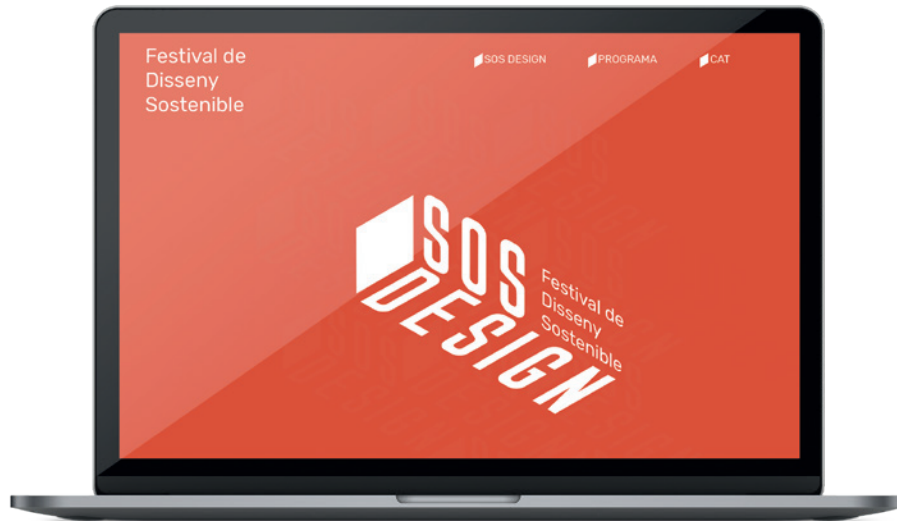 Festival de
Disseny
Sostenible
SOS DESIGN
PROGRAMA
CAT
SOS
DESIGN
Festival de
Disseny
Sostenible